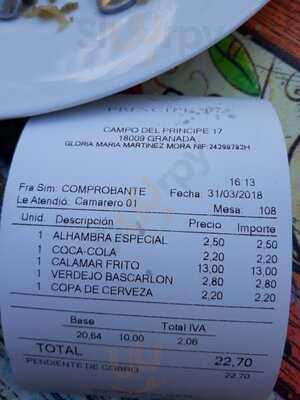 CAMPO DEL PRINCIPE 17
18009 GRANADA
GLORIA MARIA MARTINEZ MORA NIF:24299782H
16:13
Fra Sim: COMPROBANTE Fecha: 31/03/2018
Le Atendió: Camarero 01 Mesa: 108
Unid. Descripción Precio Importe
1 ALHAMBRA ESPECIAL 2,50 2,50
1 COCA-COLA 2,20 2,20
1 CALAMAR FRITO 13,00 13,00
1 VERDEJO BASCARLON 2,80 2,80
1 COPA DE CERVEZA 2,20 2,20
Base Total IVA
20,64 10,00 2,06
TOTAL 22,70
PENDIENTE DE COBRO 22,70